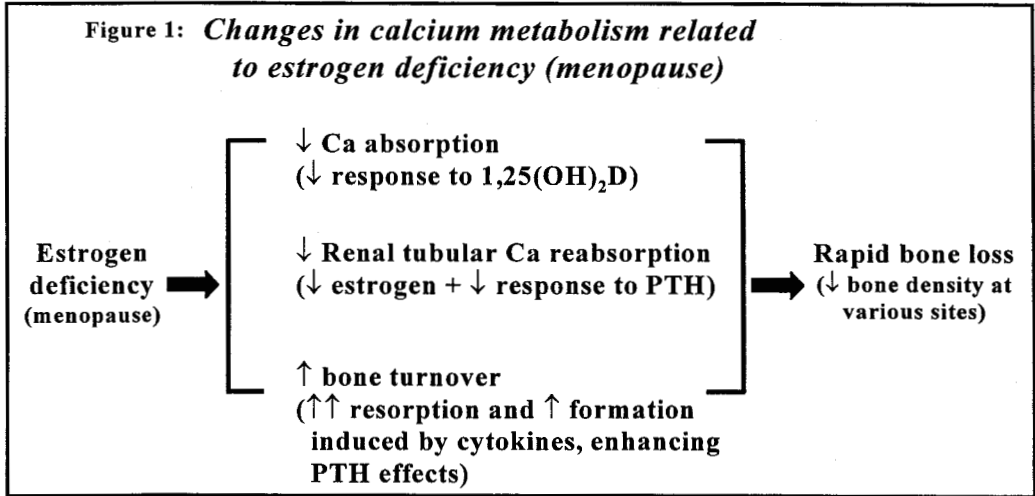 Figure 1: Changes in calcium metabolism related
to estrogen deficiency (menopause)
Estrogen
deficiency
(menopause)
↓ Ca absorption
(↓ response to 1,25(OH)₂D)
↓ Renal tubular Ca reabsorption
(↓ estrogen + ↓ response to PTH)
↑ bone turnover
(↑↑ resorption and ↑ formation
induced by cytokines, enhancing
PTH effects)
Rapid bone loss
(↓ bone density at
various sites)